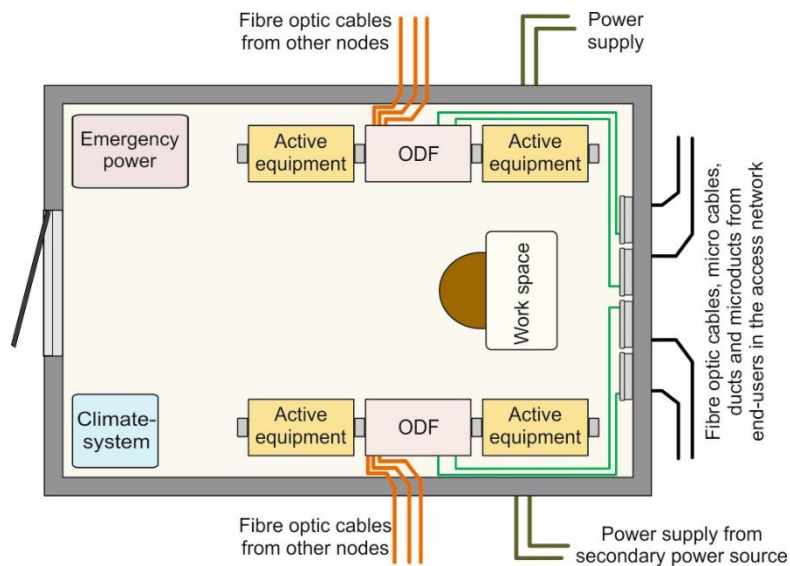 Fibre optic cables
from other nodes
Power
supply
Emergency
power
Active
equipment
ODF
Active
equipment
Work space
Fibre optic cables, micro cables,
ducts and microducts from
end-users in the access network
Climate-
system
Active
equipment
ODF
Active
equipment
Fibre optic cables
from other nodes
Power supply from
secondary power source